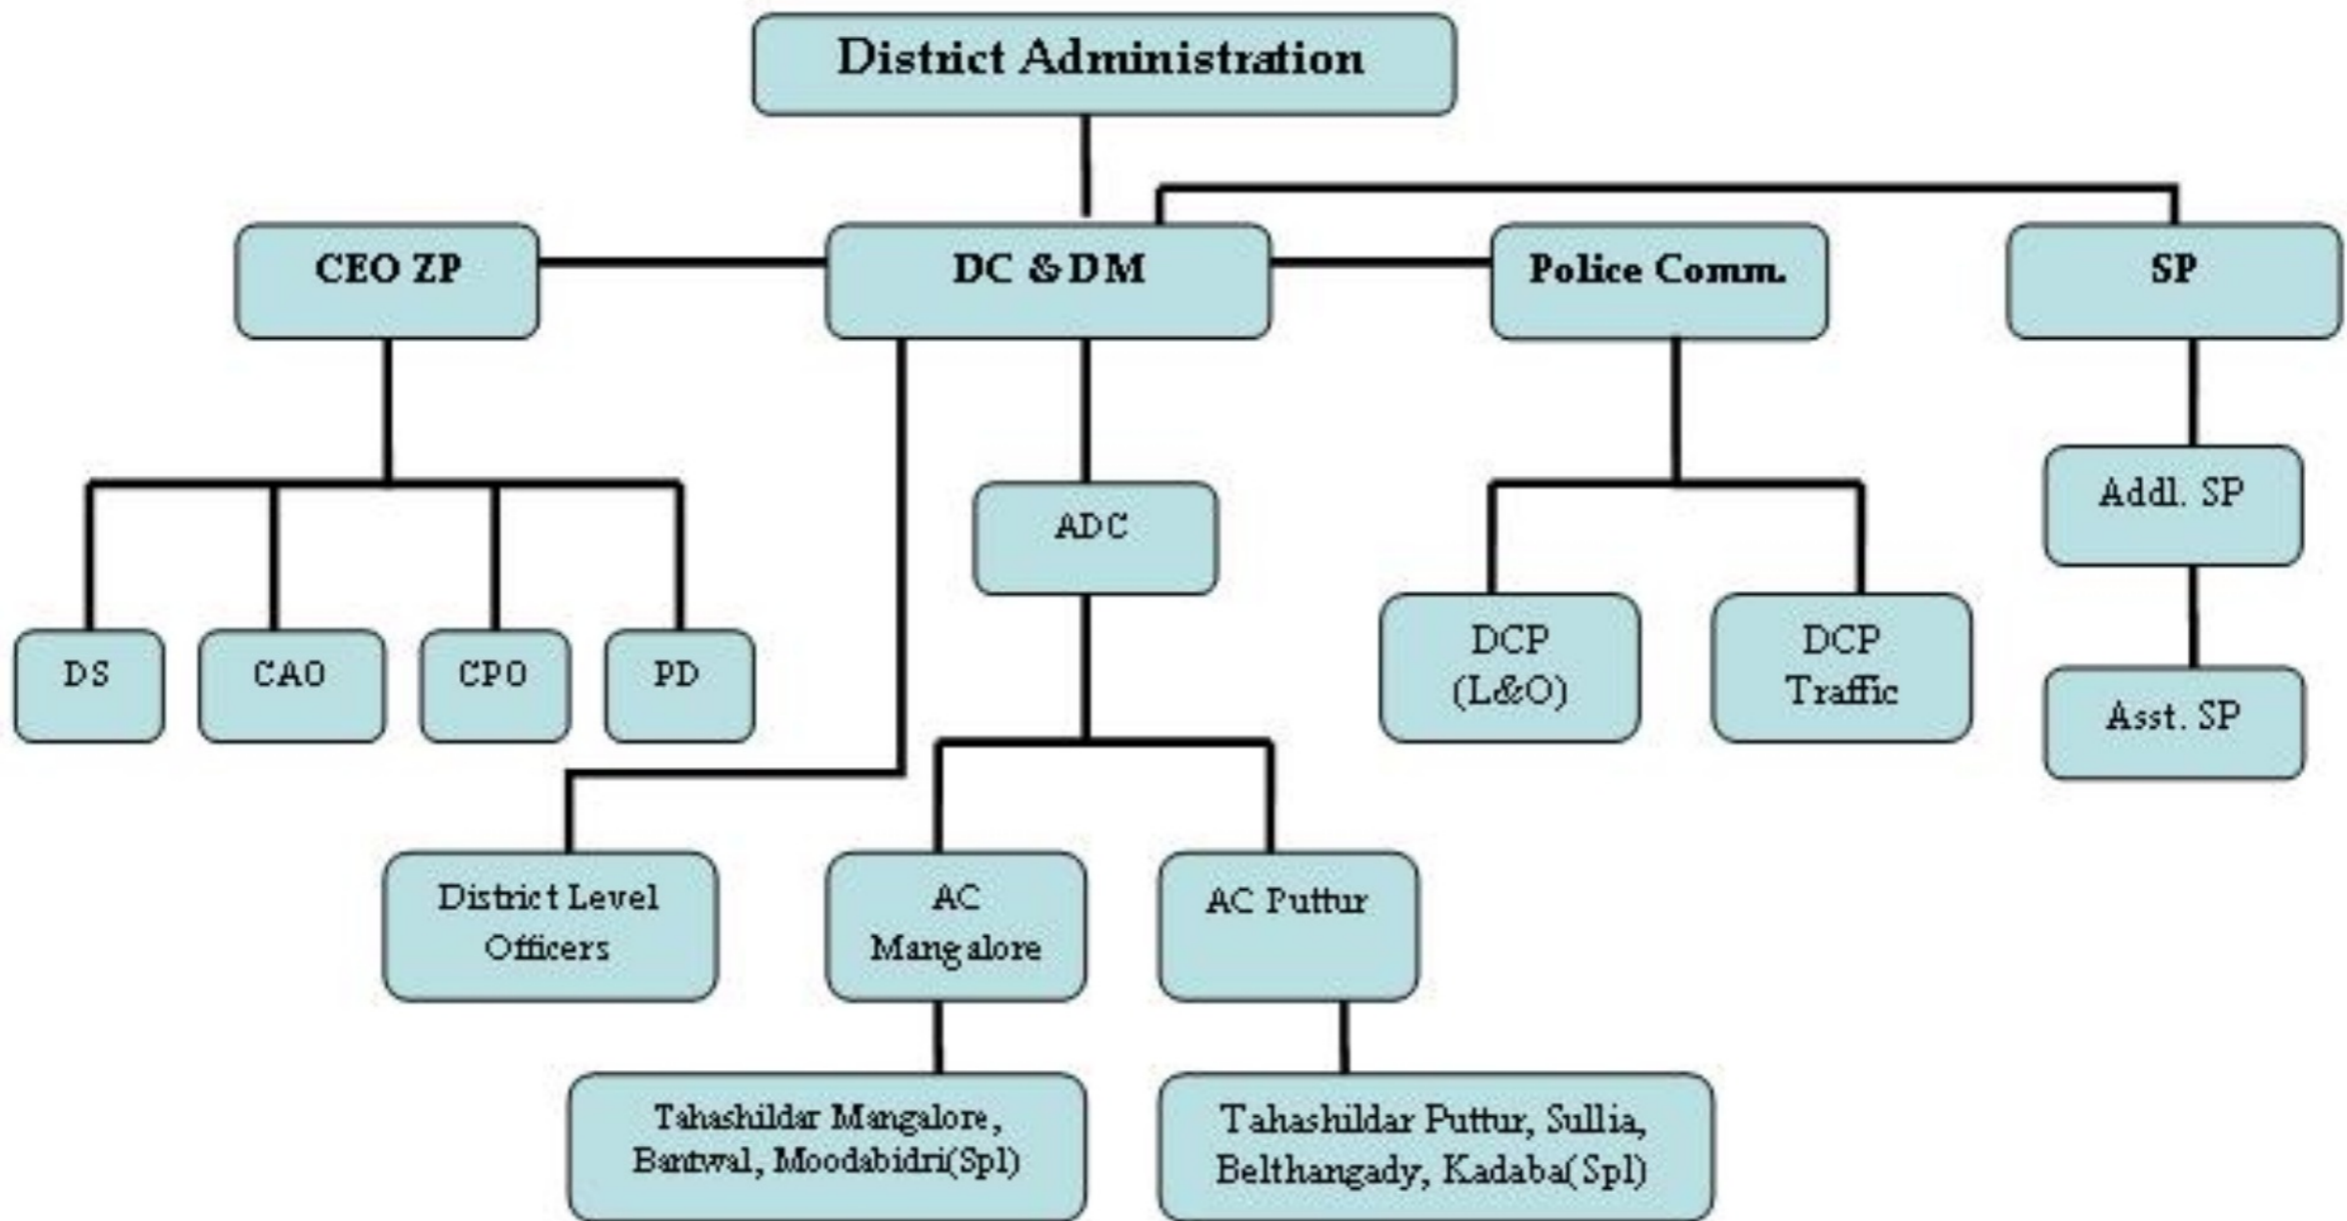 District Administration
CEO ZP
DC & DM
Police Comm.
SP
Addl. SP
ADC
DS
CAO
CPO
PD
DCP
(L&O)
DCP
Traffic
Asst. SP
District Level
Officers
AC
Mangalore
AC Puttur
Tahashildar Mangalore,
Bantwal, Moodabidri(Spl)
Tahashildar Puttur, Sullia,
Belthangady, Kadaba(Spl)